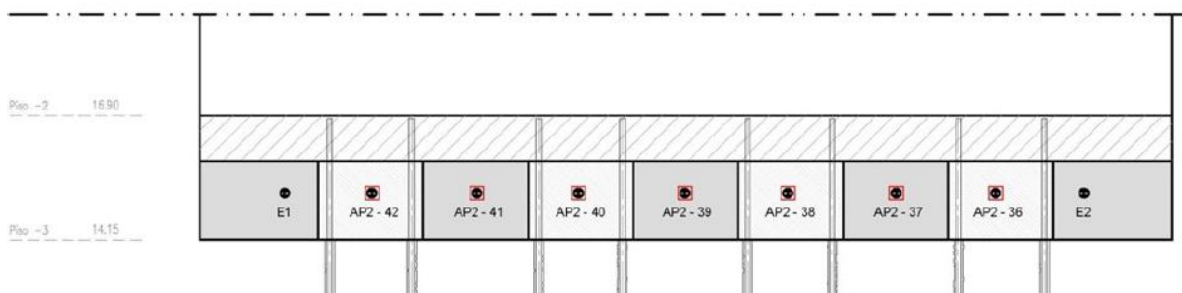 Piso -2 16.90
E1 AP2 - 42 AP2 - 41 AP2 - 40 AP2 - 39 AP2 - 38 AP2 - 37 AP2 - 36 E2
Piso -3 14.15